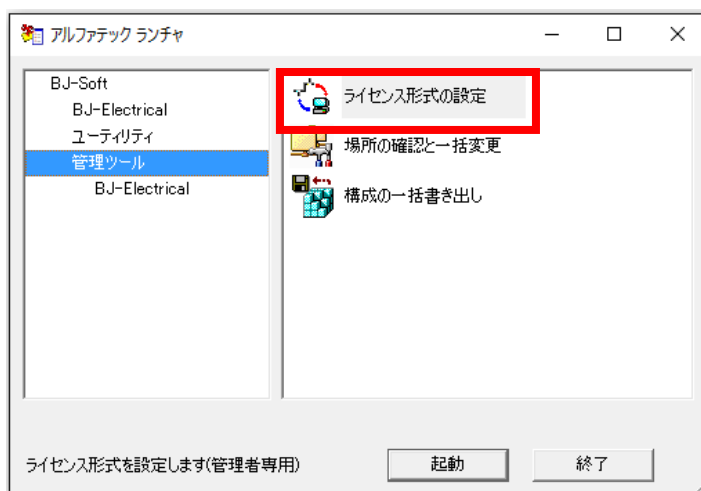 アルファテック ランチャ
BJ-Soft
BJ-Electrical
ユーティリティ
管理ツール
BJ-Electrical
ライセンス形式の設定
場所の確認と一括変更
構成の一括書き出し
ライセンス形式を設定します(管理者専用)
起動
終了